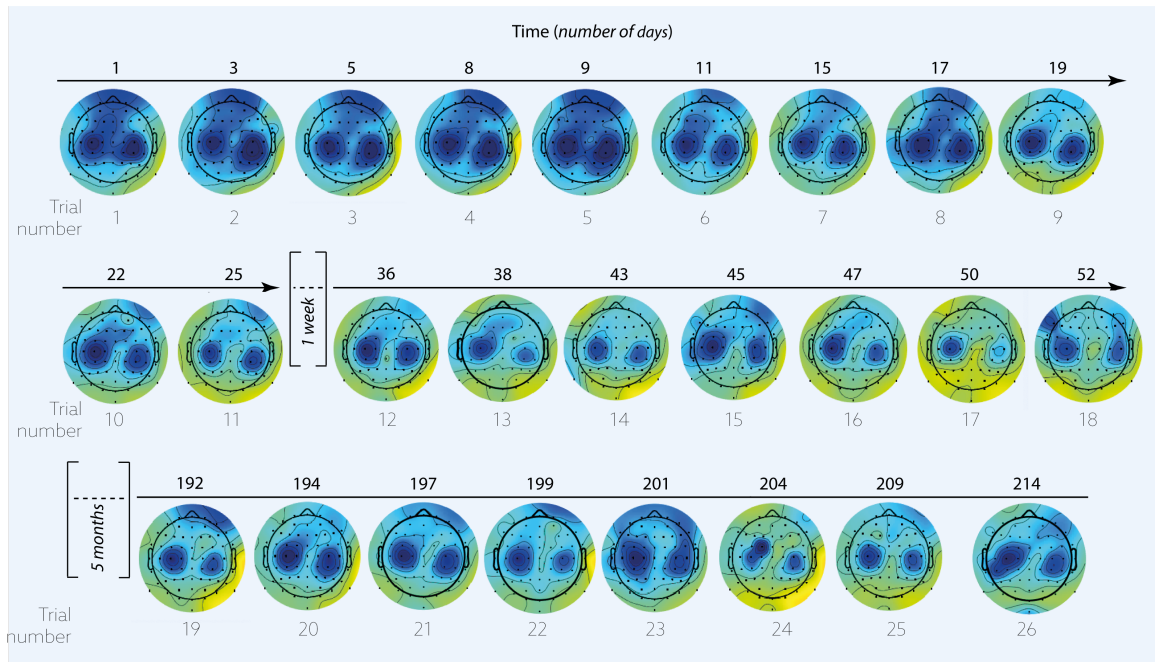 Time (number of days)
1 3 5 8 9 11 15 17 19
Trial
number
1 2 3 4 5 6 7 8 9
22 25 1 week 36 38 43 45 47 50 52
Trial
number
10 11 12 13 14 15 16 17 18
5 months 192 194 197 199 201 204 209 214
Trial
number
19 20 21 22 23 24 25 26